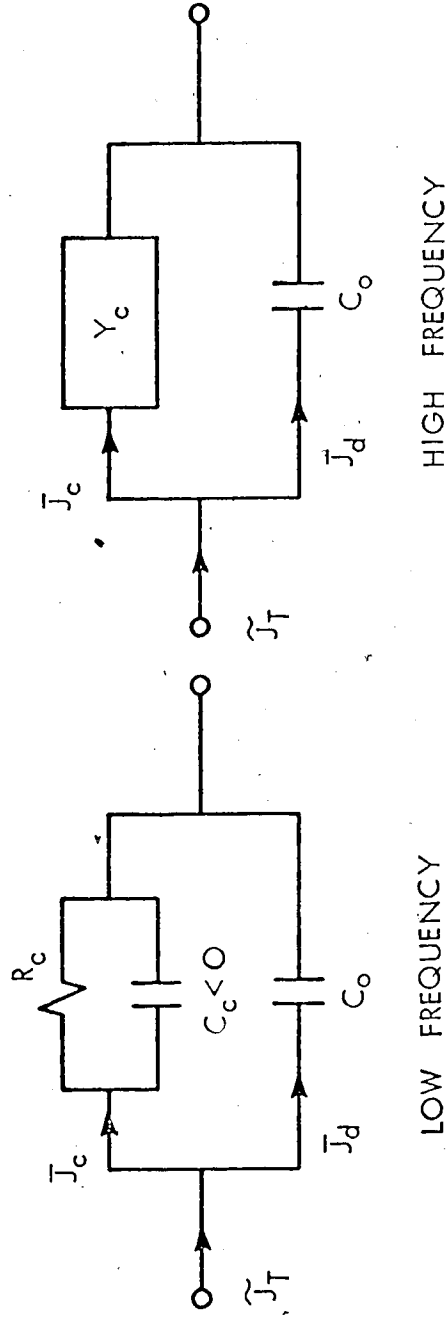 R_c
C_c < 0
J̄_c
J̃_T
J̄_d
C_o
LOW FREQUENCY
Y_c
J̄_c
J̃_T
J̄_d
C_o
HIGH FREQUENCY